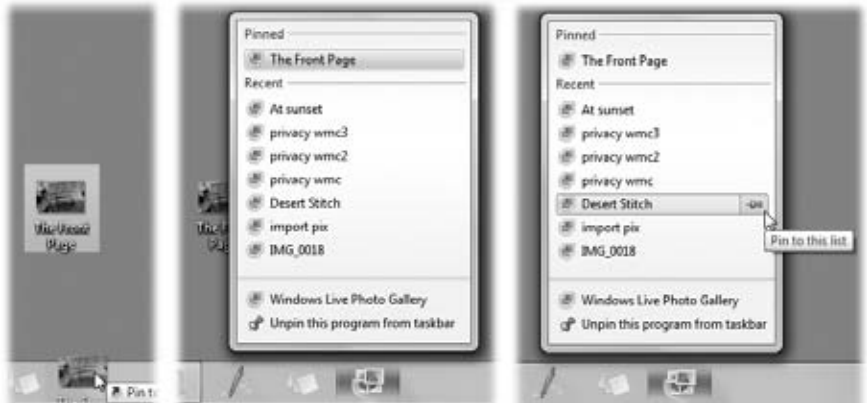 The Front
Page
Pin t
Pinned
The Front Page
Recent
At sunset
privacy wmc3
privacy wmc2
privacy wmc
Desert Stitch
import pix
IMG_0018
Windows Live Photo Gallery
Unpin this program from taskbar
Pinned
The Front Page
Recent
At sunset
privacy wmc3
privacy wmc2
privacy wmc
Desert Stitch
import pix
IMG_0018
Pin to this list
Windows Live Photo Gallery
Unpin this program from taskbar